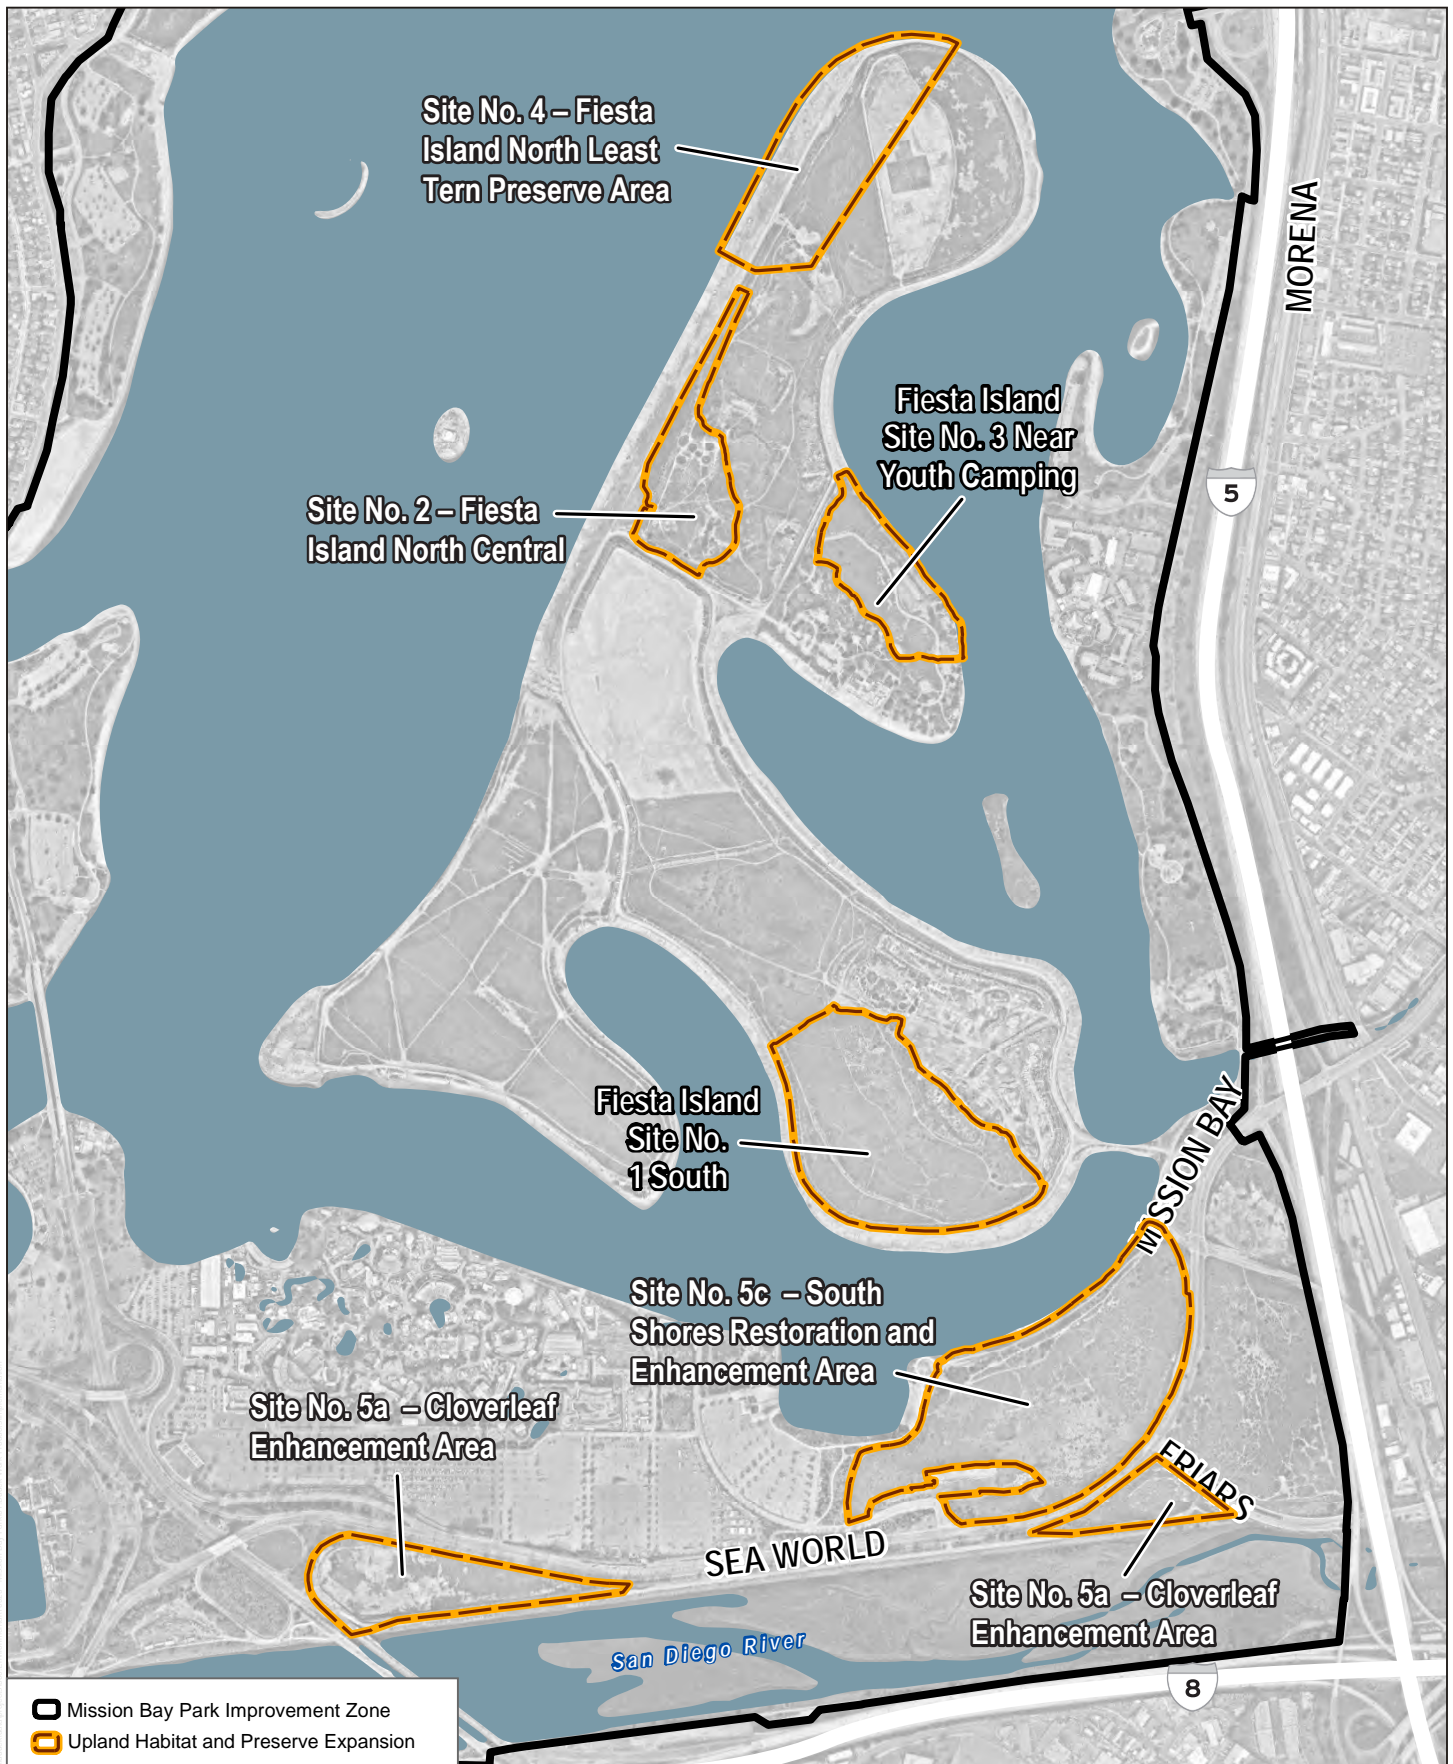 Site No. 4 – Fiesta
Island North Least
Tern Preserve Area
MORENA
Fiesta Island
Site No. 3 Near
Youth Camping
5
Site No. 2 – Fiesta
Island North Central
Fiesta Island
Site No.
1 South
MISSION BAY
Site No. 5c – South
Shores Restoration and
Enhancement Area
Site No. 5a – Cloverleaf
Enhancement Area
FRIARS
SEA WORLD
Site No. 5a – Cloverleaf
Enhancement Area
San Diego River
8
Mission Bay Park Improvement Zone
Upland Habitat and Preserve Expansion